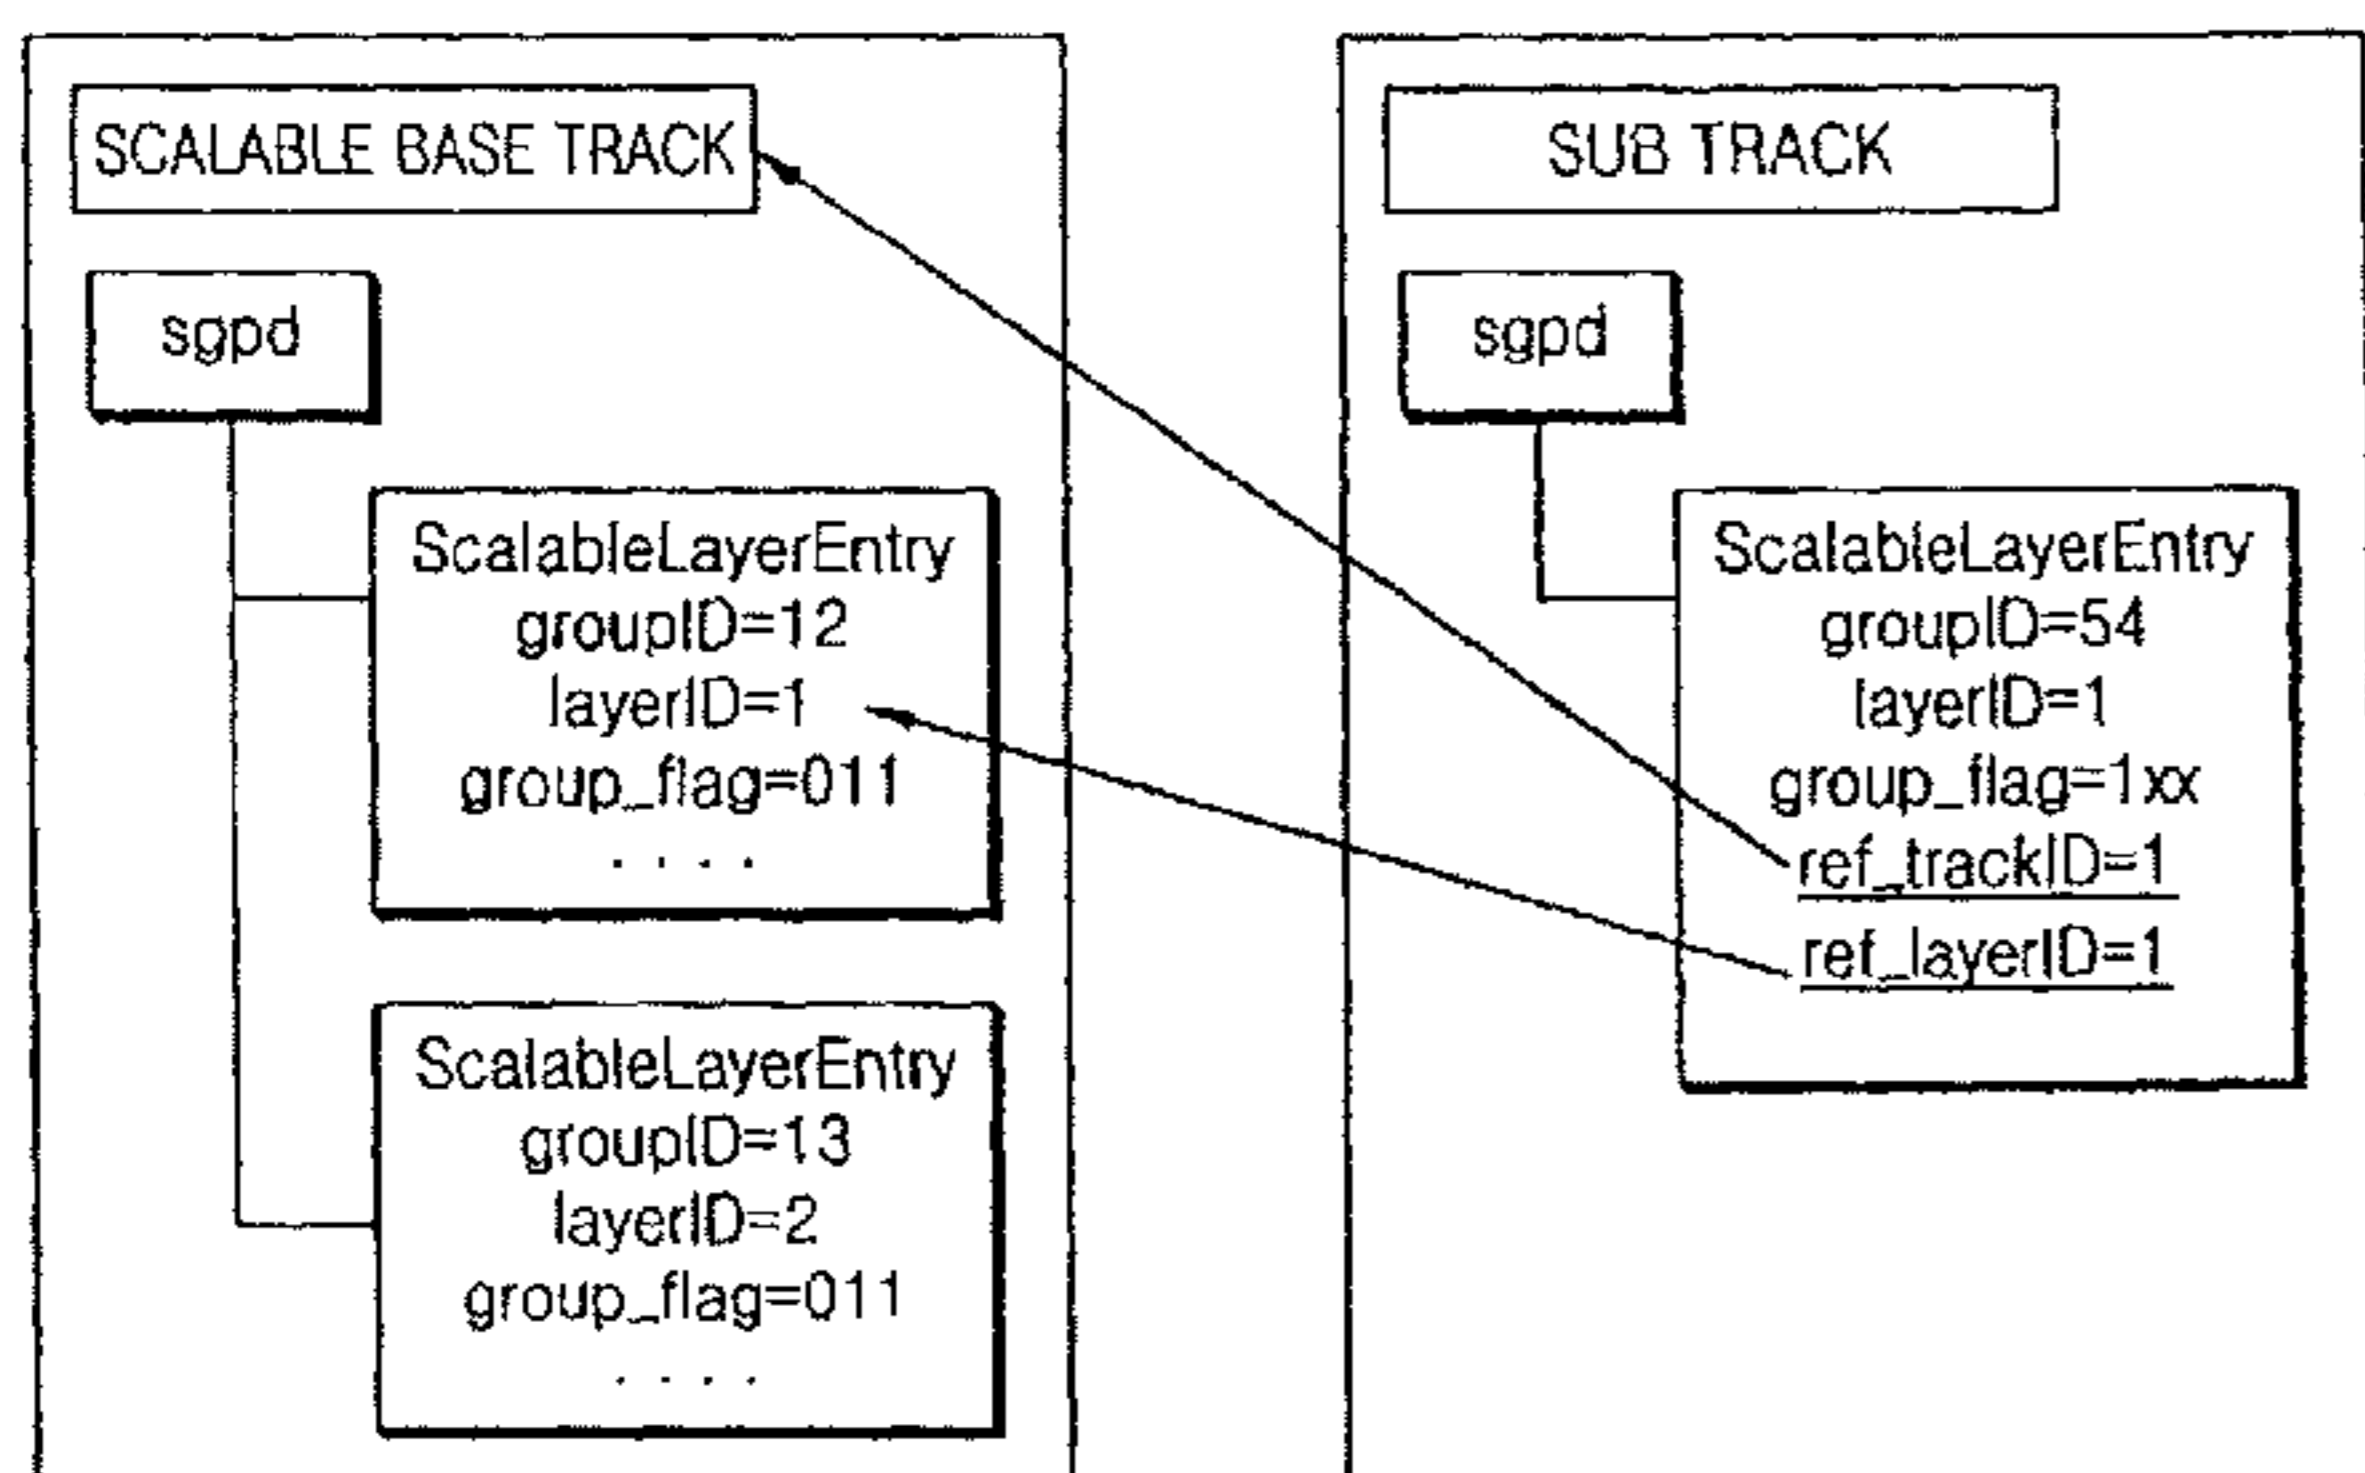 SCALABLE BASE TRACK
sgpd
ScalableLayerEntry
groupID=12
layerID=1
group_flag=011
. . . .
ScalableLayerEntry
groupID=13
layerID=2
group_flag=011
. . . .
SUB TRACK
sgpd
ScalableLayerEntry
groupID=54
layerID=1
group_flag=1xx
ref_trackID=1
ref_layerID=1